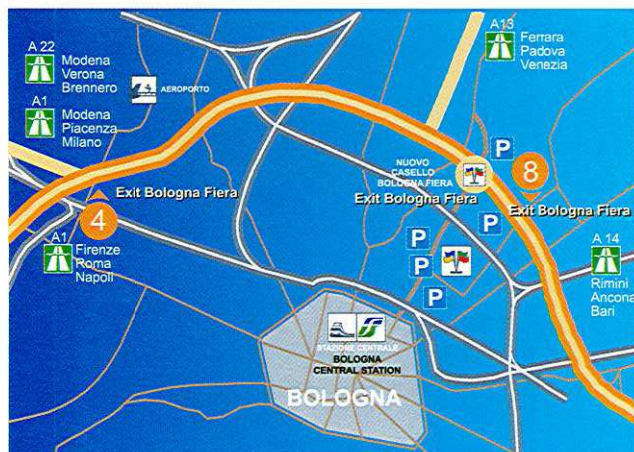 A 22
Modena
Verona
Brennero
AEROPORTO
A1
Modena
Piacenza
Milano
A13
Ferrara
Padova
Venezia
P
NUOVO
CASELLO
BOLOGNA FIERA
8
Exit Bologna Fiera
Exit Bologna Fiera
Exit Bologna Fiera
4
A1
Firenze
Roma
Napoli
P
P
P
P
A 14
Rimini
Ancona
Bari
STAZIONE CENTRALE
BOLOGNA
CENTRAL STATION
BOLOGNA